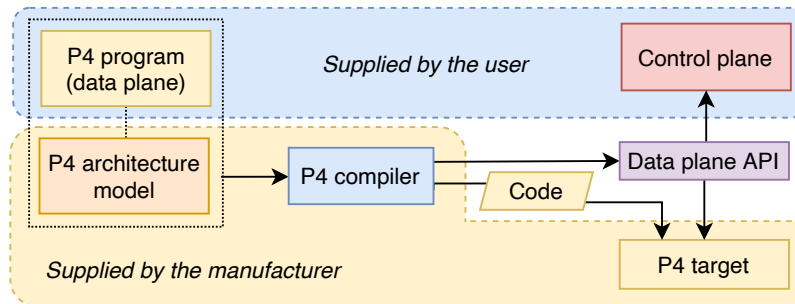 P4 program
(data plane)
Supplied by the user
Control plane
P4 architecture
model
P4 compiler
Data plane API
Code
Supplied by the manufacturer
P4 target